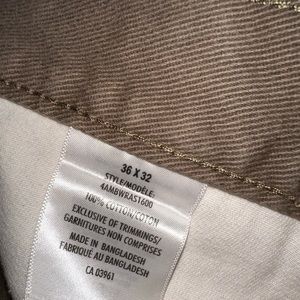 36 X 32
STYLE/MODÈLE:
4AMBWRAS1600
100% COTTON/COTON
EXCLUSIVE OF TRIMMINGS/
GARNITURES NON COMPRISES
MADE IN BANGLADESH
FABRIQUÉ AU BANGLADESH
CA 03961